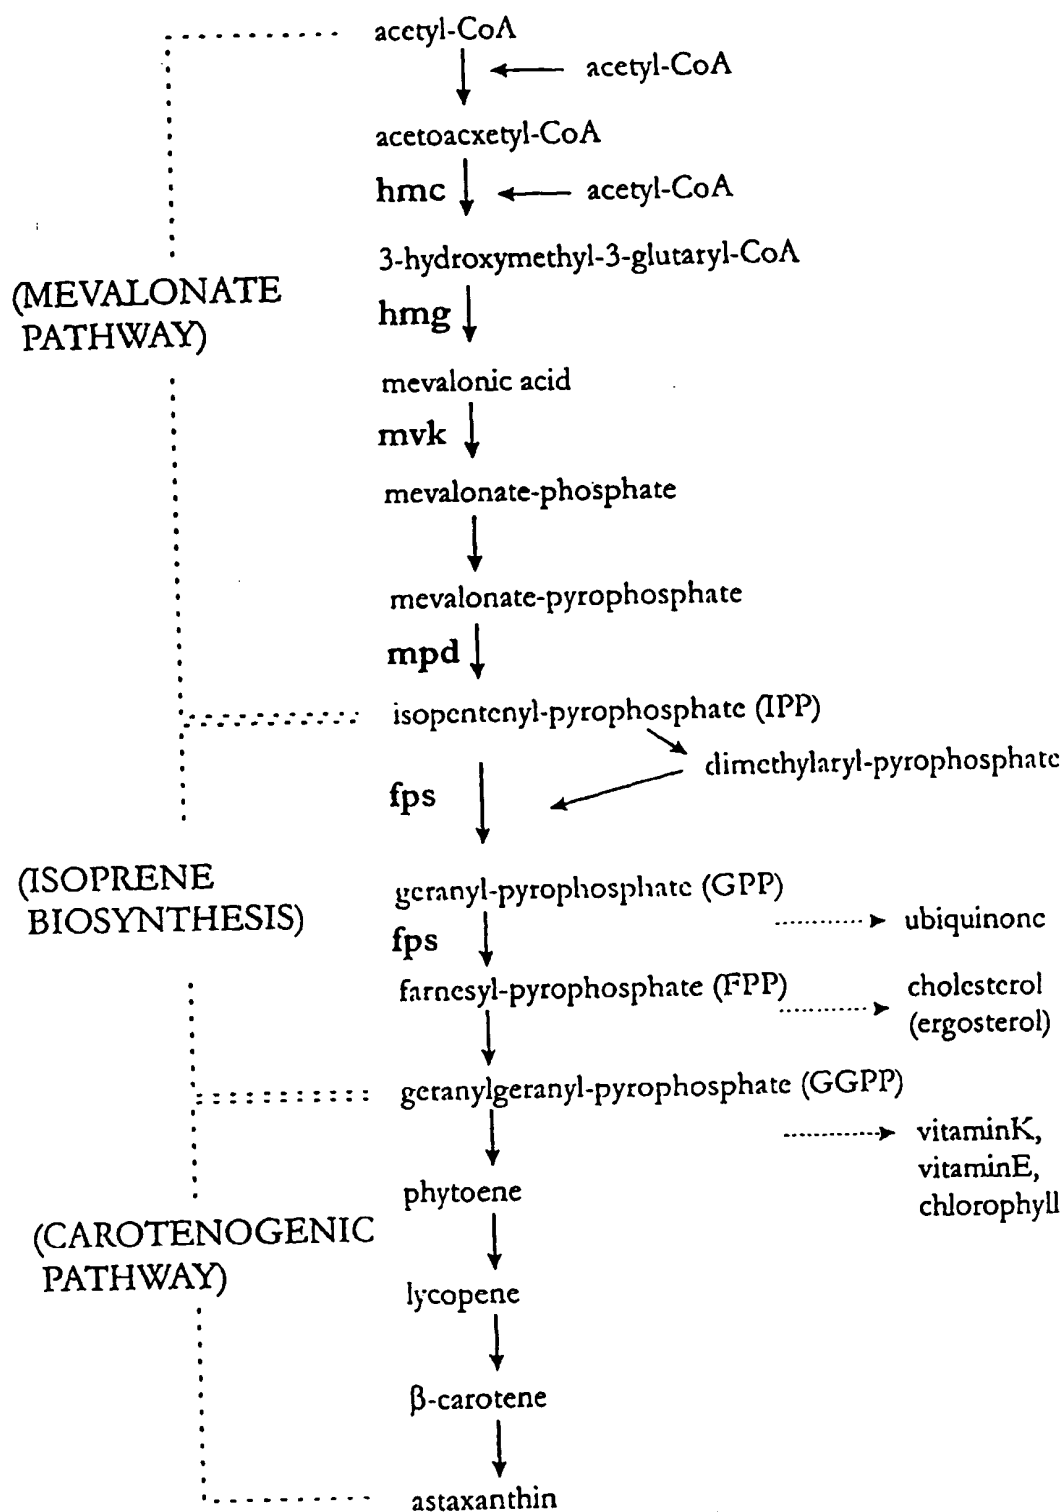 acetyl-CoA
acetyl-CoA
acetoacxetyl-CoA
hmc
acetyl-CoA
3-hydroxymethyl-3-glutaryl-CoA
(MEVALONATE
PATHWAY)
hmg
mevalonic acid
mvk
mevalonate-phosphate
mevalonate-pyrophosphate
mpd
isopentenyl-pyrophosphate (IPP)
dimethylaryl-pyrophosphate
fps
(ISOPRENE
BIOSYNTHESIS)
geranyl-pyrophosphate (GPP)
ubiquinone
fps
farnesyl-pyrophosphate (FPP)
cholesterol
(ergosterol)
geranylgeranyl-pyrophosphate (GGPP)
vitaminK,
vitaminE,
chlorophyll
phytoene
(CAROTENOGENIC
PATHWAY)
lycopene
β-carotene
astaxanthin